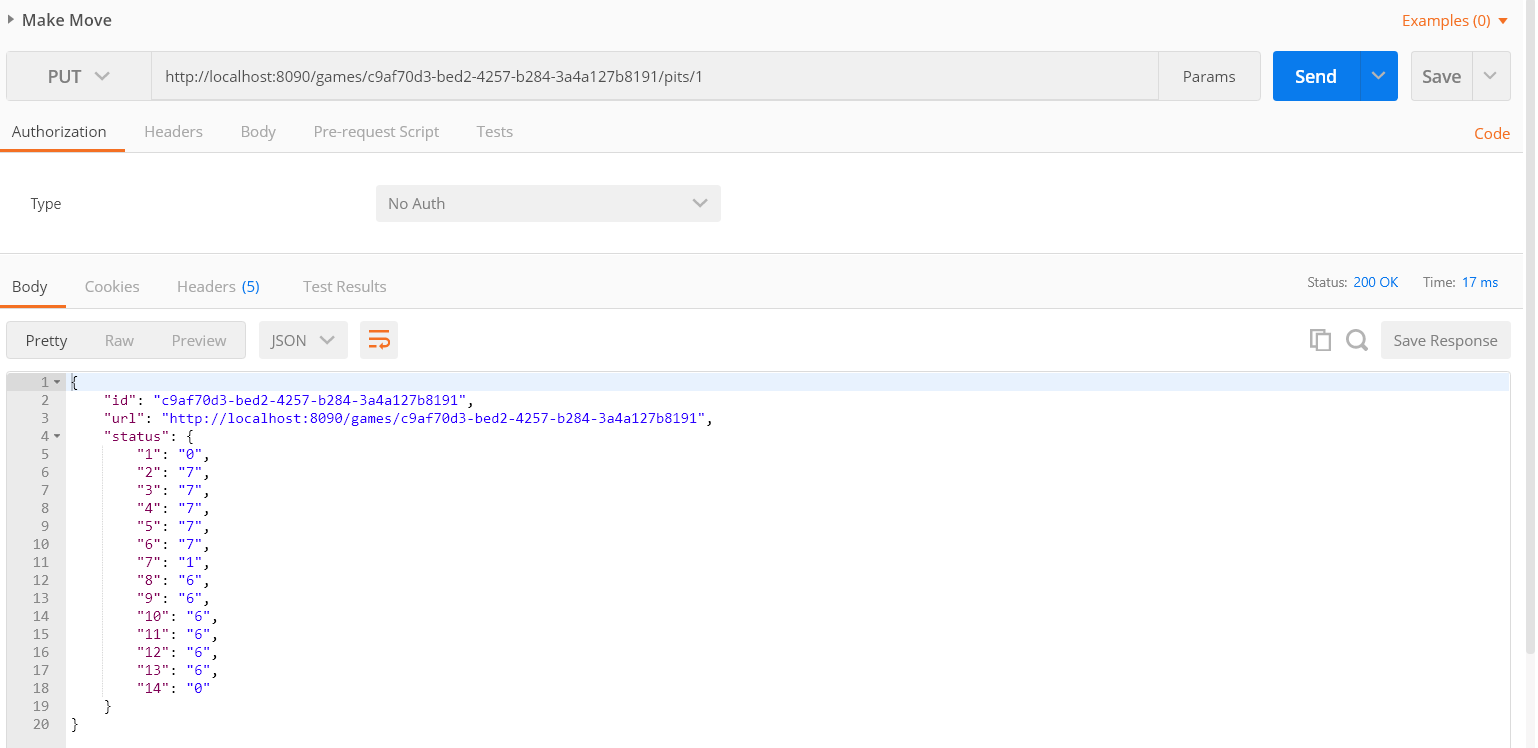 Make Move
Examples (0)
PUT
http://localhost:8090/games/c9af70d3-bed2-4257-b284-3a4a127b8191/pits/1
Params
Send
Save
Authorization
Headers
Body
Pre-request Script
Tests
Code
Type
No Auth
Body
Cookies
Headers (5)
Test Results
Status: 200 OK
Time: 17 ms
Pretty
Raw
Preview
JSON
Save Response
1 {
2     "id": "c9af70d3-bed2-4257-b284-3a4a127b8191",
3     "url": "http://localhost:8090/games/c9af70d3-bed2-4257-b284-3a4a127b8191",
4     "status": {
5         "1": "0",
6         "2": "7",
7         "3": "7",
8         "4": "7",
9         "5": "7",
10         "6": "7",
11         "7": "1",
12         "8": "6",
13         "9": "6",
14         "10": "6",
15         "11": "6",
16         "12": "6",
17         "13": "6",
18         "14": "0"
19     }
20 }